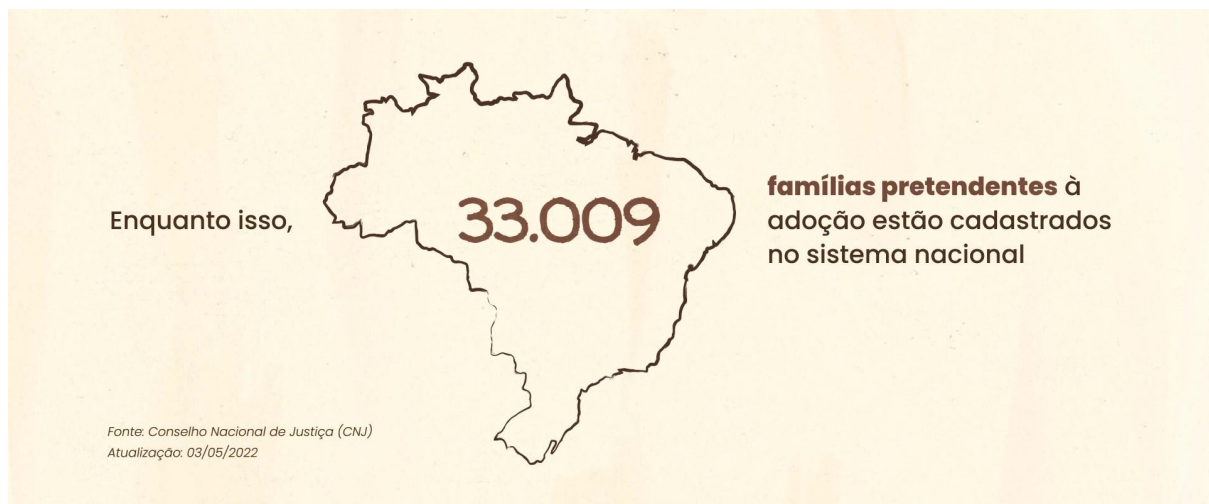 Enquanto isso,
33.009
famílias pretendentes à
adoção estão cadastrados
no sistema nacional
Fonte: Conselho Nacional de Justiça (CNJ)
Atualização: 03/05/2022